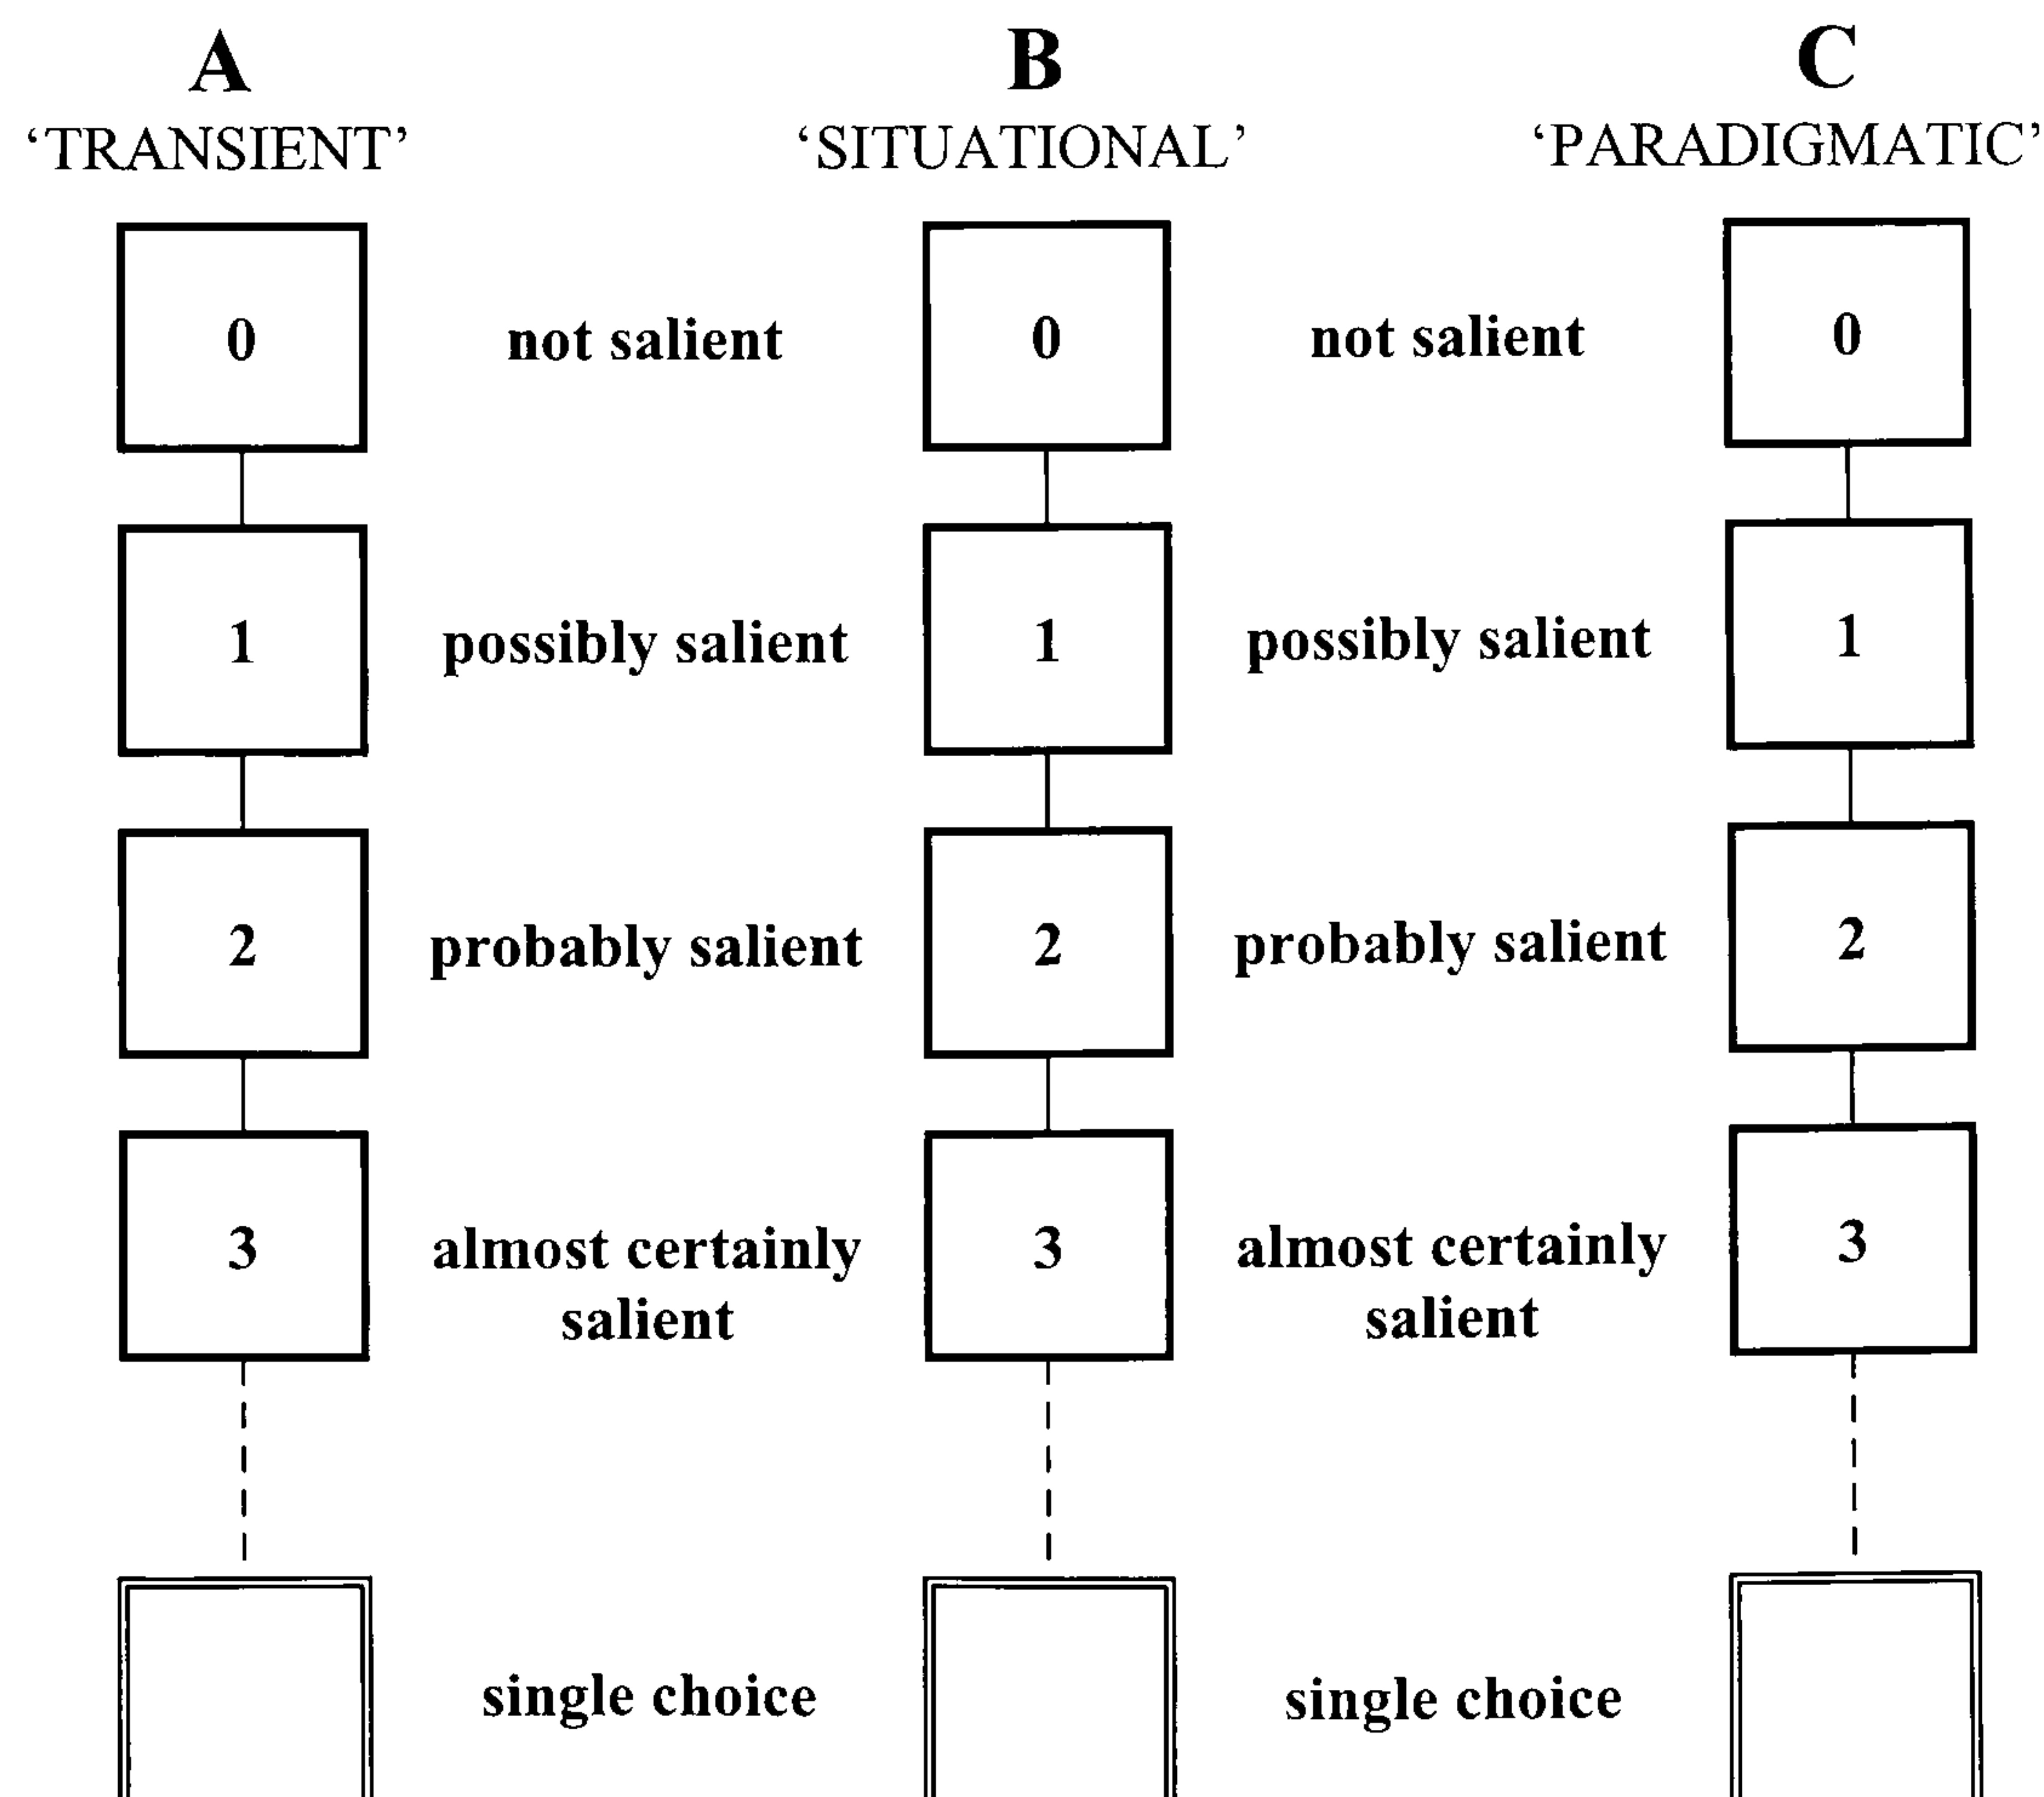 A B C
‘TRANSIENT’ ‘SITUATIONAL’ ‘PARADIGMATIC’
0 not salient 0 not salient 0
1 possibly salient 1 possibly salient 1
2 probably salient 2 probably salient 2
3 almost certainly 3 almost certainly 3
salient salient
single choice single choice